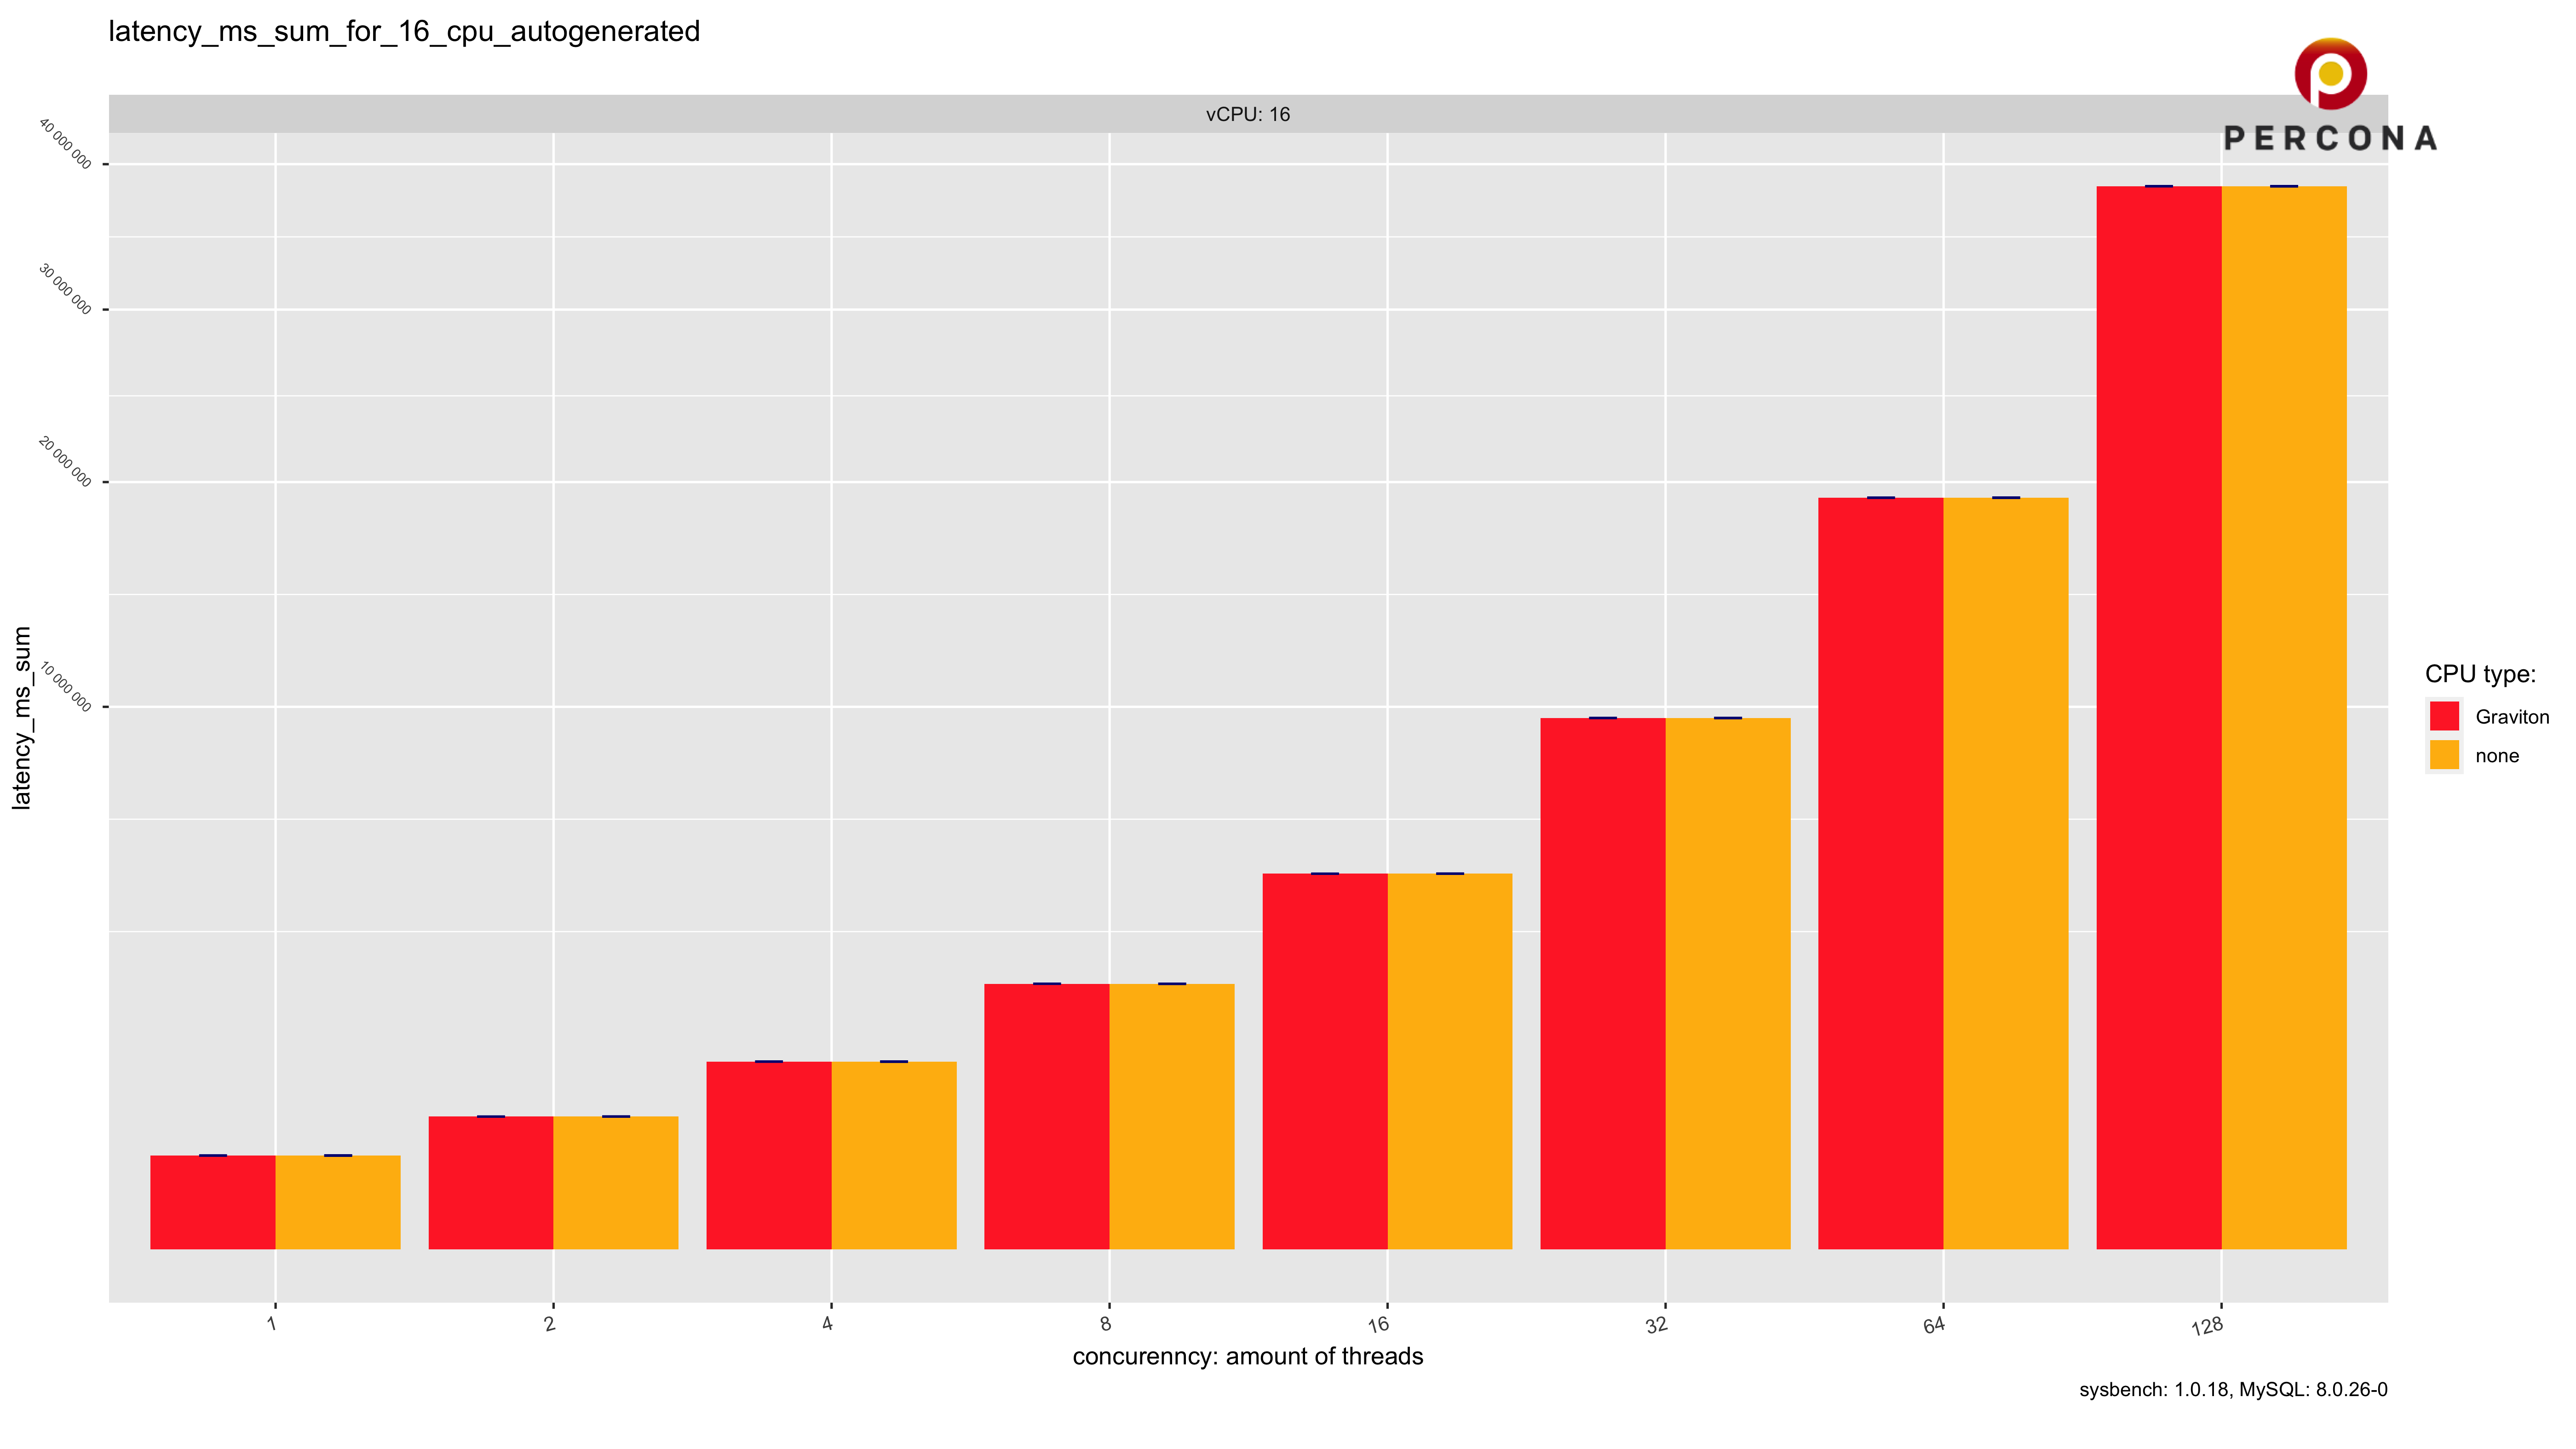 latency_ms_sum_for_16_cpu_autogenerated
PERCONA
vCPU: 16
40 000 000
30 000 000
20 000 000
10 000 000
latency_ms_sum
CPU type:
Graviton
none
1
2
4
8
16
32
64
128
concurenncy: amount of threads
sysbench: 1.0.18, MySQL: 8.0.26-0